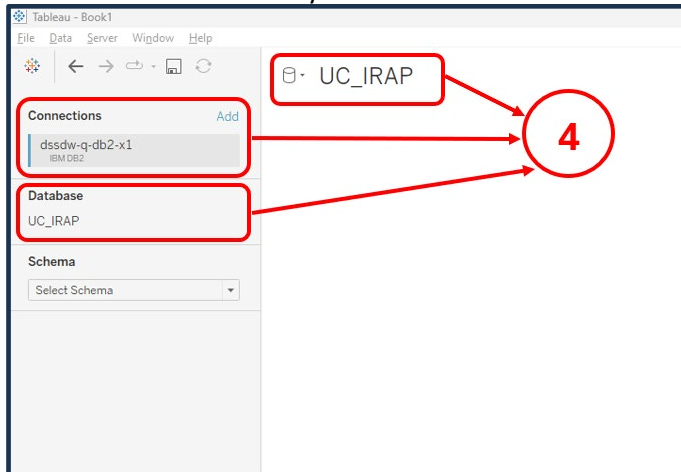 Tableau - Book1
File Data Server Window Help
UC_IRAP
Connections Add
dssdw-q-db2-x1
IBM DB2
4
Database
UC_IRAP
Schema
Select Schema